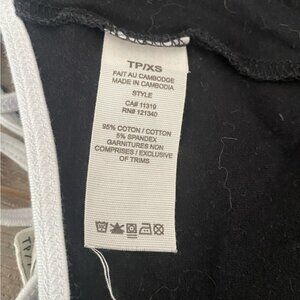 TP/XS
FAIT AU CAMBODGE
MADE IN CAMBODIA
STYLE
CA# 11319
RN# 121340
95% COTON / COTTON
5% SPANDEX
GARNITURES NON
COMPRISES / EXCLUSIVE
OF TRIMS
TP/